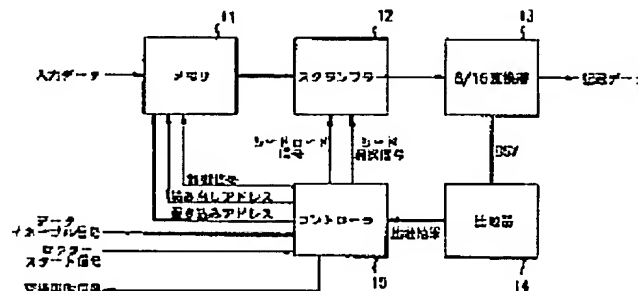 11
12
13
入力データ
メモリ
スクランブラ
8/16変換器
記録データ
シードロード
信号
シード
選択信号
DSV
制御信号
読み出しアドレス
書き込みアドレス
データ
イネーブル信号
セクター
スタート信号
コントローラ
比較結果
比較器
15
14